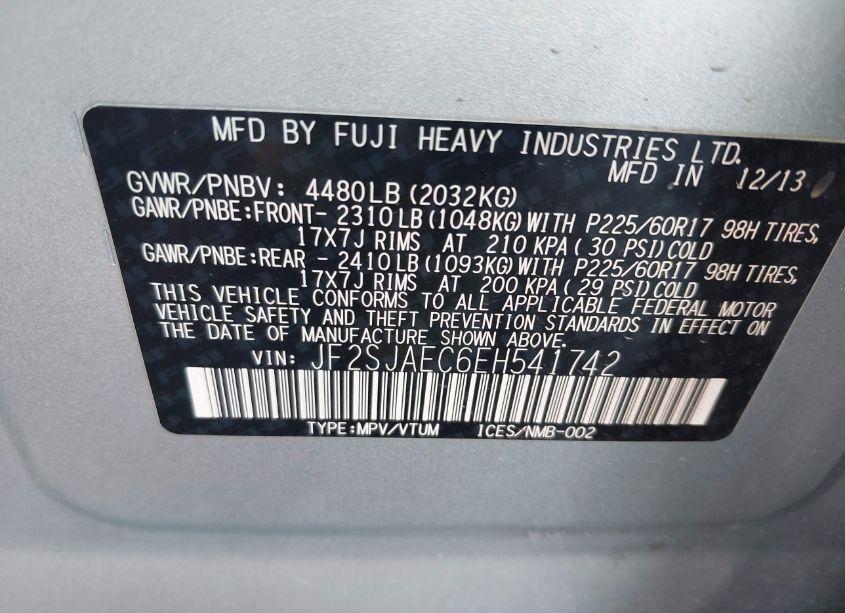 MFD BY FUJI HEAVY INDUSTRIES LTD.
MFD IN 12/13
GVWR/PNBV: 4480LB (2032KG)
GAWR/PNBE:FRONT- 2310LB (1048KG) WITH P225/60R17 98H TIRES,
17X7J RIMS AT 210 KPA ( 30 PSI) COLD
GAWR/PNBE:REAR - 2410LB (1093KG) WITH P225/60R17 98H TIRES,
17X7J RIMS AT 200 KPA ( 29 PSI) COLD
THIS VEHICLE CONFORMS TO ALL APPLICABLE FEDERAL MOTOR
VEHICLE SAFETY AND THEFT PREVENTION STANDARDS IN EFFECT ON
THE DATE OF MANUFACTURE SHOWN ABOVE.
VIN: JF2SJAEC6EH541742
TYPE:MPV/VTUM ICES/NMB-002